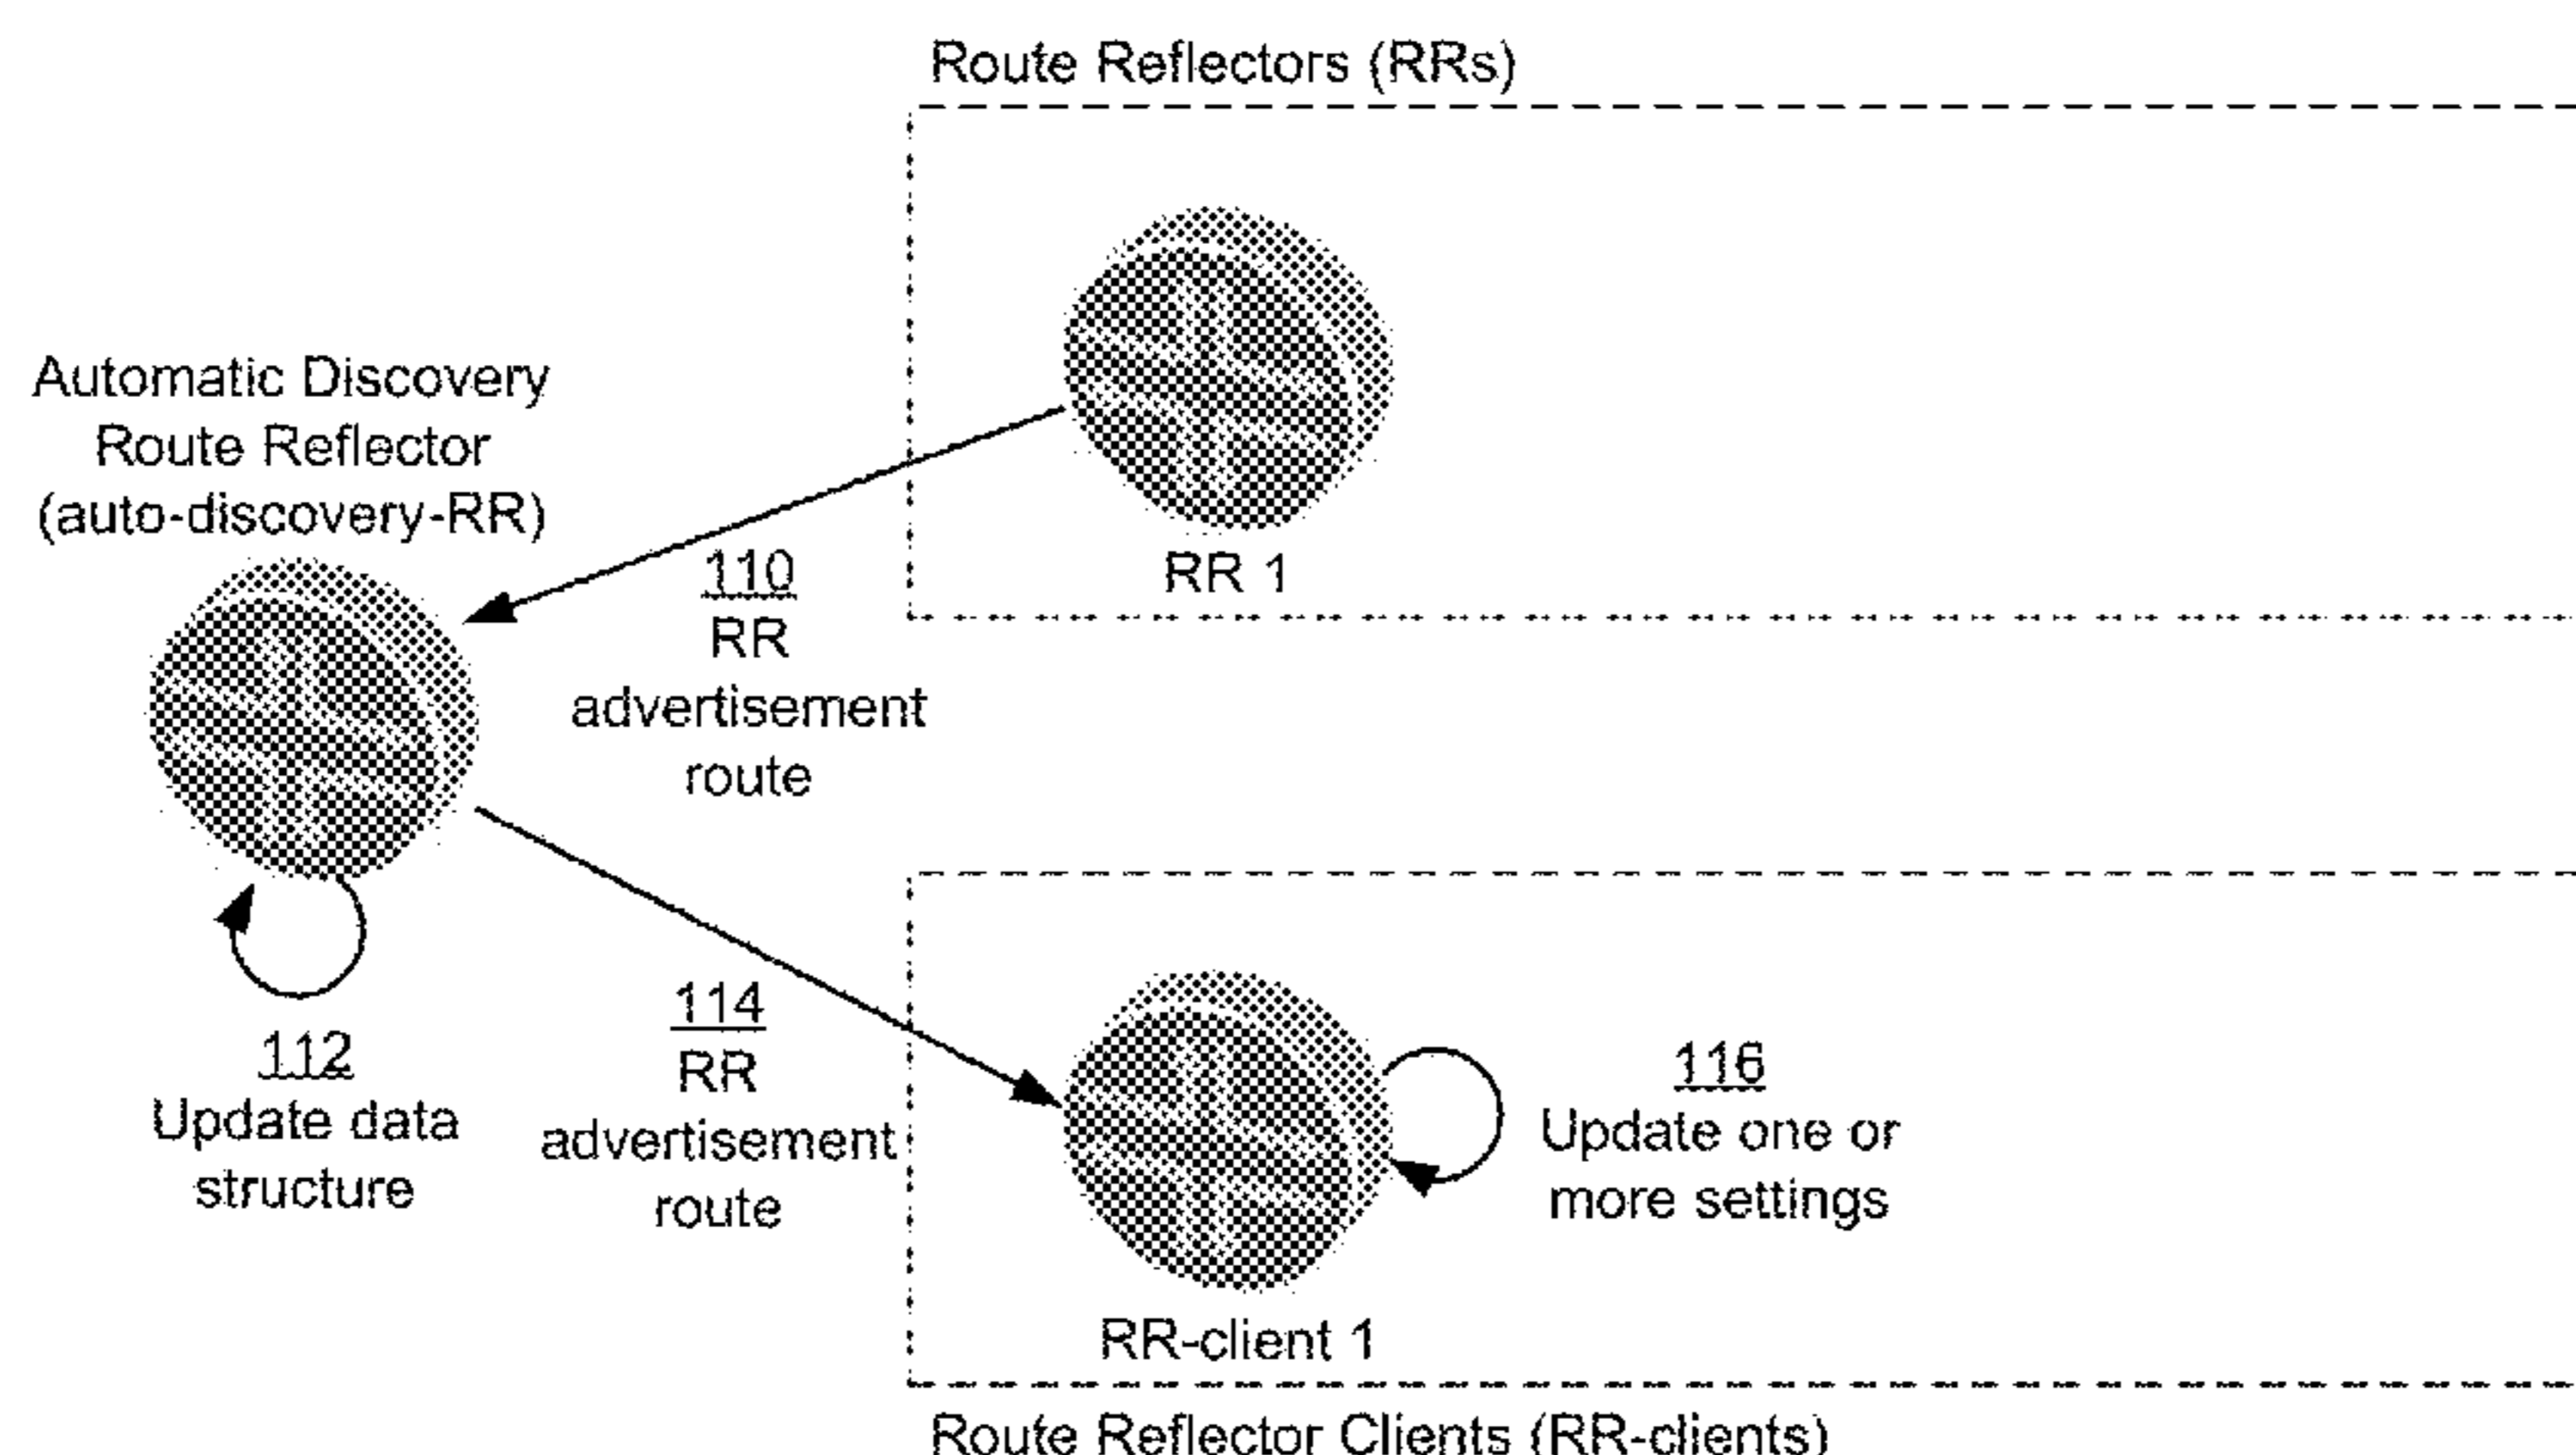 Route Reflectors (RRs)
Automatic Discovery
Route Reflector
(auto-discovery-RR)
RR 1
110
RR
advertisement
route
112
Update data
structure
114
RR
advertisement
route
116
Update one or
more settings
RR-client 1
Route Reflector Clients (RR-clients)